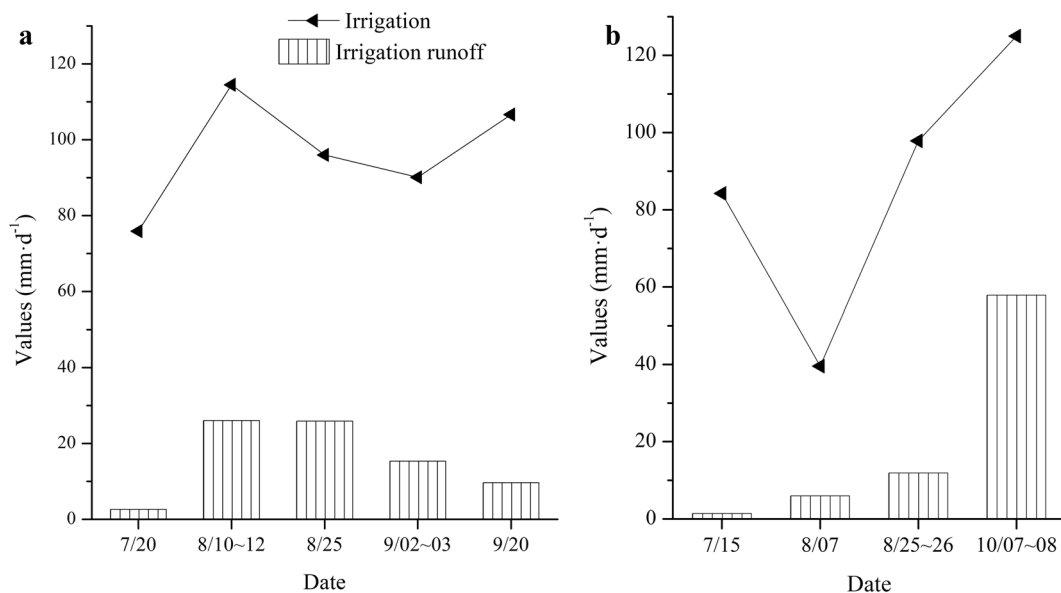 a
Irrigation
Irrigation runoff
Values (mm·d⁻¹)
120
100
80
60
40
20
0
7/20 8/10~12 8/25 9/02~03 9/20
Date
b
Values (mm·d⁻¹)
120
100
80
60
40
20
0
7/15 8/07 8/25~26 10/07~08
Date